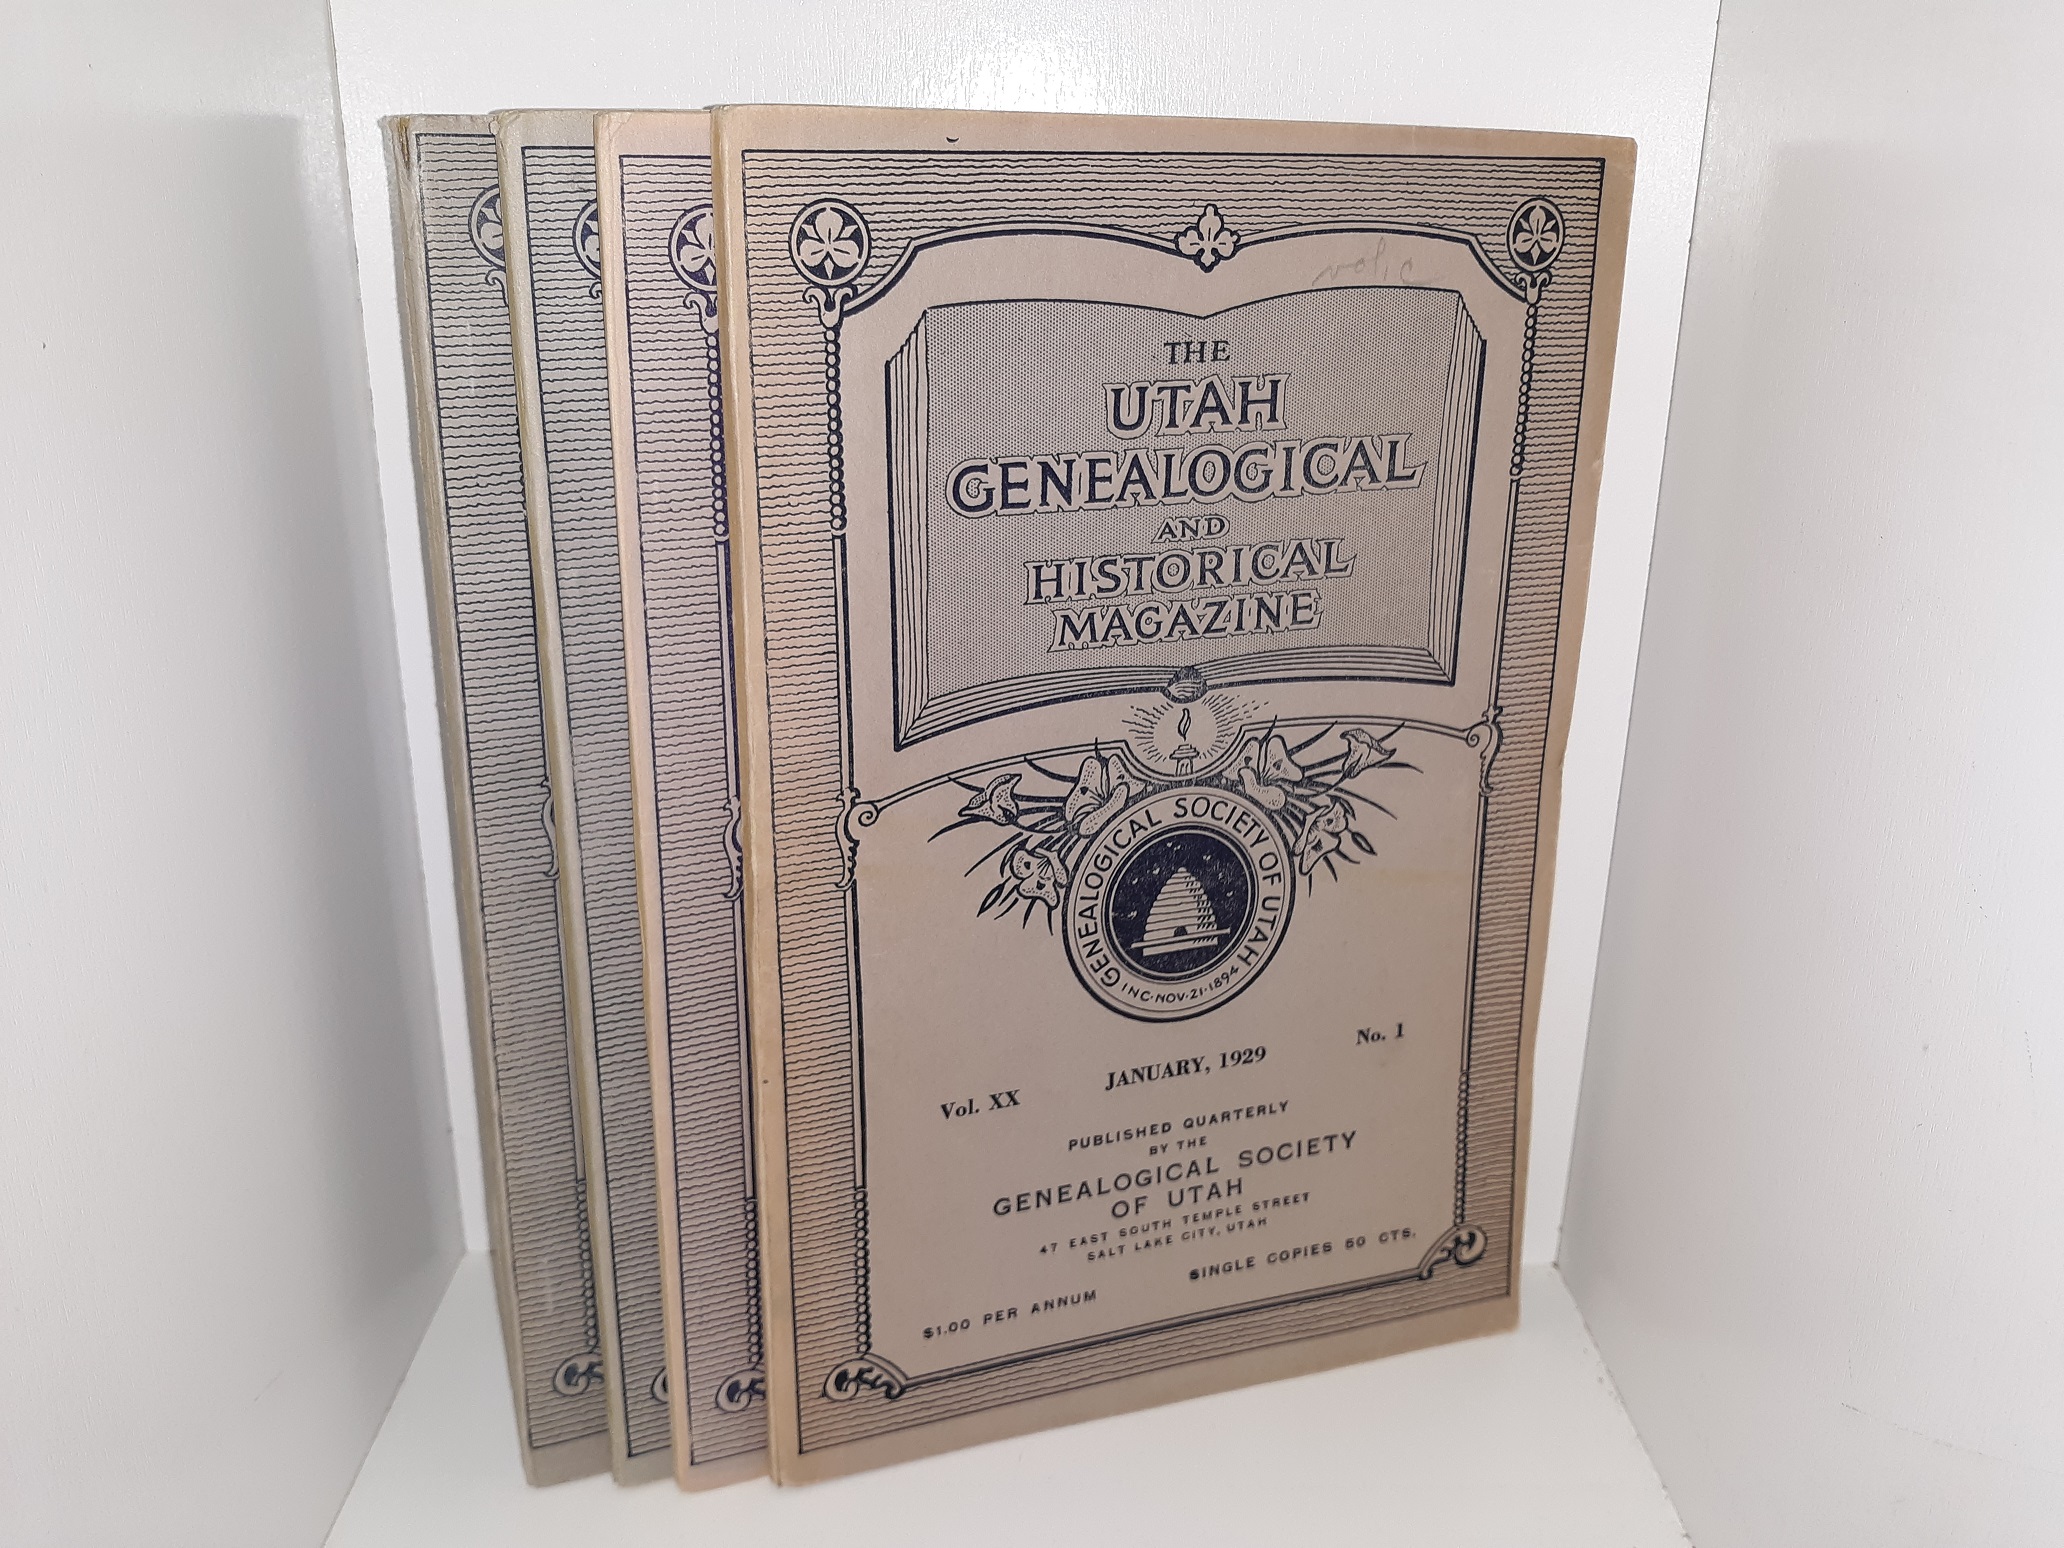 THE
UTAH
GENEALOGICAL
AND
HISTORICAL
MAGAZINE
GENEALOGICAL SOCIETY OF UTAH
INC·NOV·21·1894
Vol. XX JANUARY, 1929 No. 1
PUBLISHED QUARTERLY
BY THE
GENEALOGICAL SOCIETY
OF UTAH
47 EAST SOUTH TEMPLE STREET
SALT LAKE CITY, UTAH
$1.00 PER ANNUM SINGLE COPIES 50 CTS.